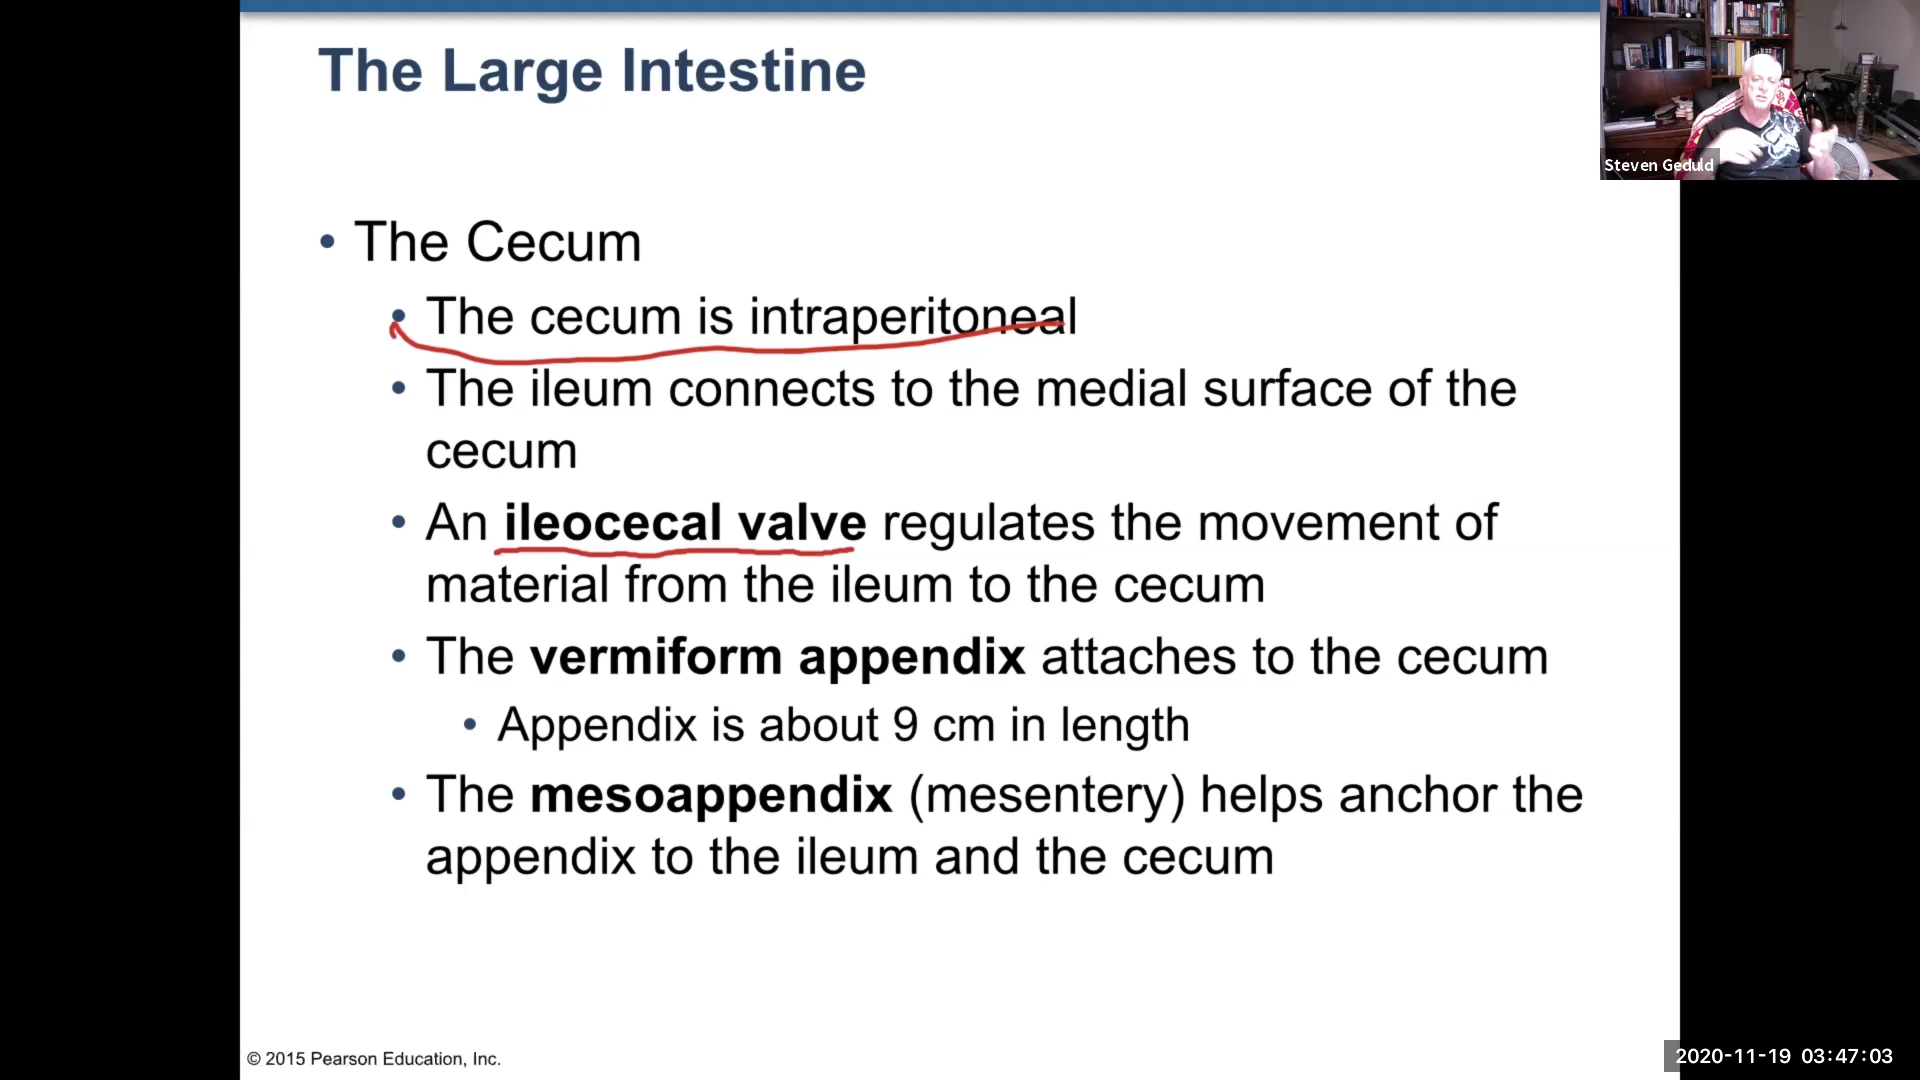 The Large Intestine
Steven Geduld
• The Cecum
• The cecum is intraperitoneal
• The ileum connects to the medial surface of the
cecum
• An ileocecal valve regulates the movement of
material from the ileum to the cecum
• The vermiform appendix attaches to the cecum
• Appendix is about 9 cm in length
• The mesoappendix (mesentery) helps anchor the
appendix to the ileum and the cecum
© 2015 Pearson Education, Inc.
2020-11-19 03:47:03